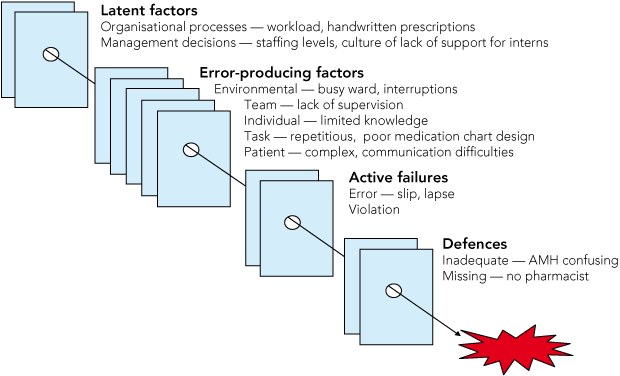 Latent factors
Organisational processes — workload, handwritten prescriptions
Management decisions — staffing levels, culture of lack of support for interns
Error-producing factors
Environmental — busy ward, interruptions
Team — lack of supervision
Individual — limited knowledge
Task — repetitious, poor medication chart design
Patient — complex, communication difficulties
Active failures
Error — slip, lapse
Violation
Defences
Inadequate — AMH confusing
Missing — no pharmacist